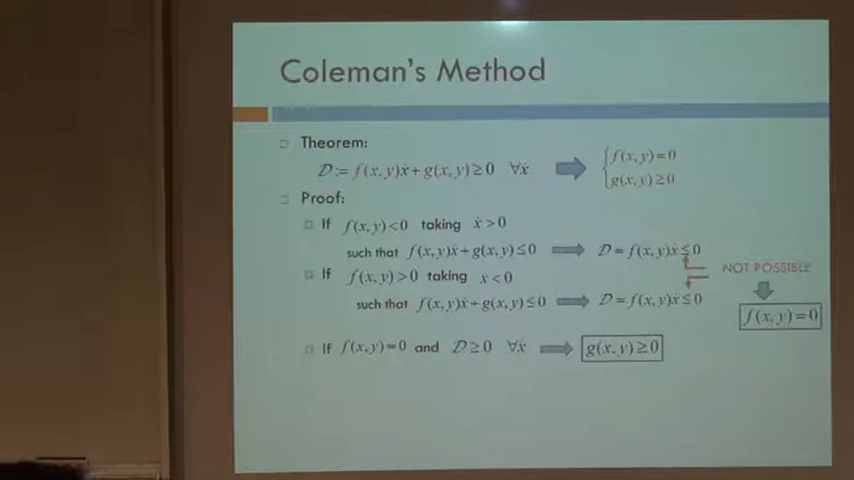 Coleman's Method
Theorem:
𝒟 := f(x,y)ẋ + g(x,y) ≥ 0 ∀ẋ
{ f(x,y) = 0
g(x,y) ≥ 0
Proof:
If f(x,y) < 0 taking ẋ > 0
such that f(x,y)ẋ + g(x,y) ≤ 0 𝒟 = f(x,y)ẋ ≤ 0
NOT POSSIBLE
If f(x,y) > 0 taking x < 0
such that f(x,y)ẋ + g(x,y) ≤ 0 𝒟 = f(x,y)ẋ ≤ 0
f(x,y) = 0
If f(x,y) = 0 and 𝒟 ≥ 0 ∀ẋ g(x,y) ≥ 0